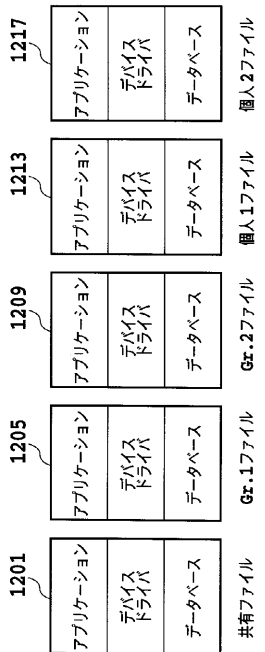 1201
アプリケーション
デバイス
ドライバ
データベース
共有ファイル
1205
アプリケーション
デバイス
ドライバ
データベース
Gr.1ファイル
1209
アプリケーション
デバイス
ドライバ
データベース
Gr.2ファイル
1213
アプリケーション
デバイス
ドライバ
データベース
個人1ファイル
1217
アプリケーション
デバイス
ドライバ
データベース
個人2ファイル